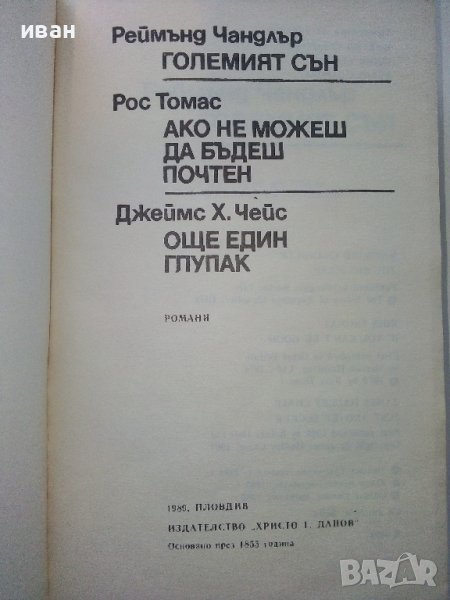 иван
Реймънд Чандлър
ГОЛЕМИЯТ СЪН
Рос Томас
АКО НЕ МОЖЕШ
ДА БЪДЕШ
ПОЧТЕН
Джеймс Х. Чейс
ОЩЕ ЕДИН
ГЛУПАК
РОМАНИ
1989, ПЛОВДИВ
ИЗДАТЕЛСТВО „ХРИСТО Г. ДАНОВ"
Основано през 1855 година
BAZAR